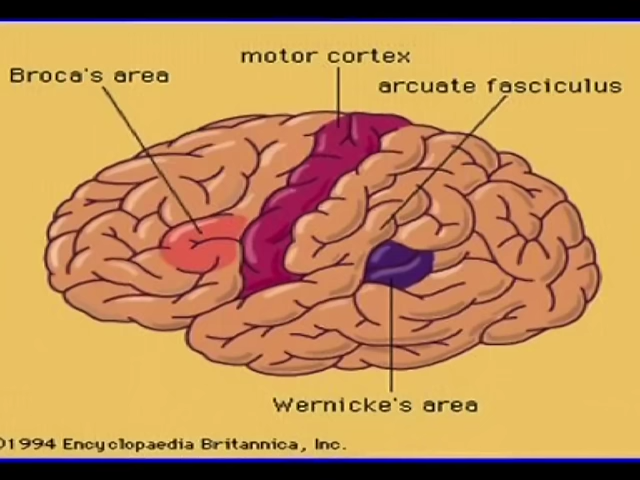 motor cortex
Broca's area
arcuate fasciculus
Wernicke's area
©1994 Encyclopaedia Britannica, Inc.